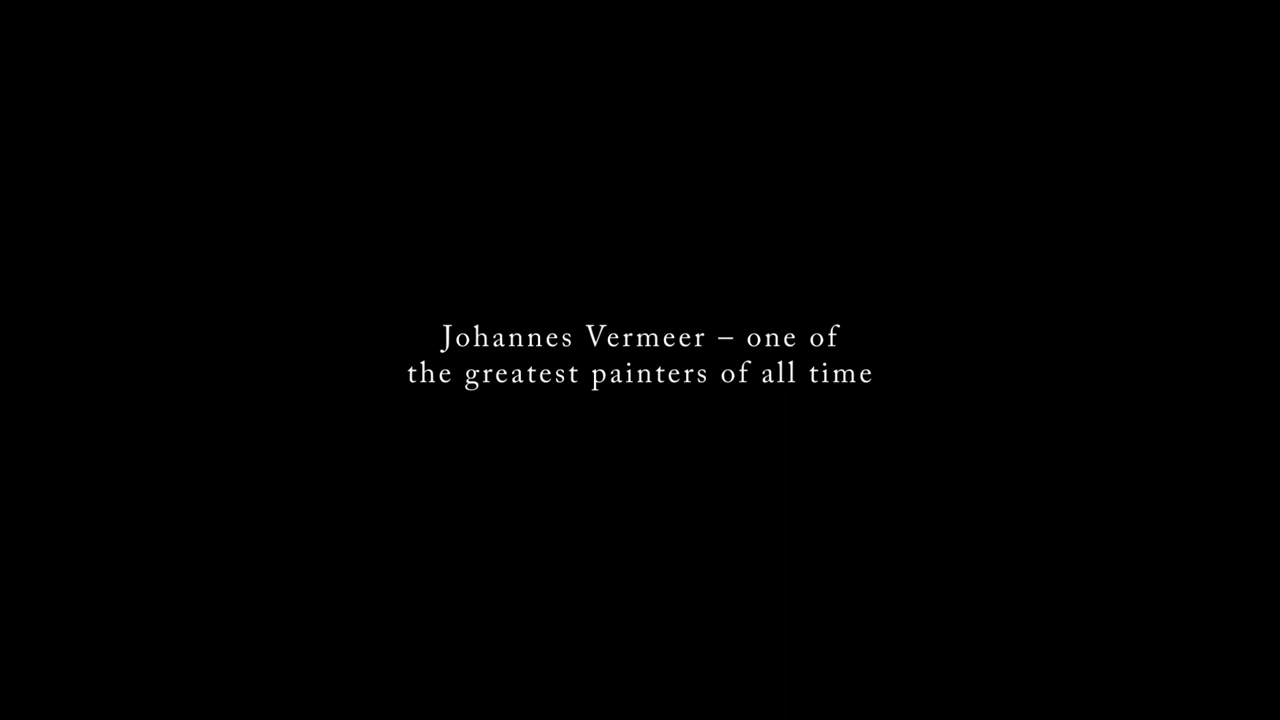 Johannes Vermeer – one of
the greatest painters of all time